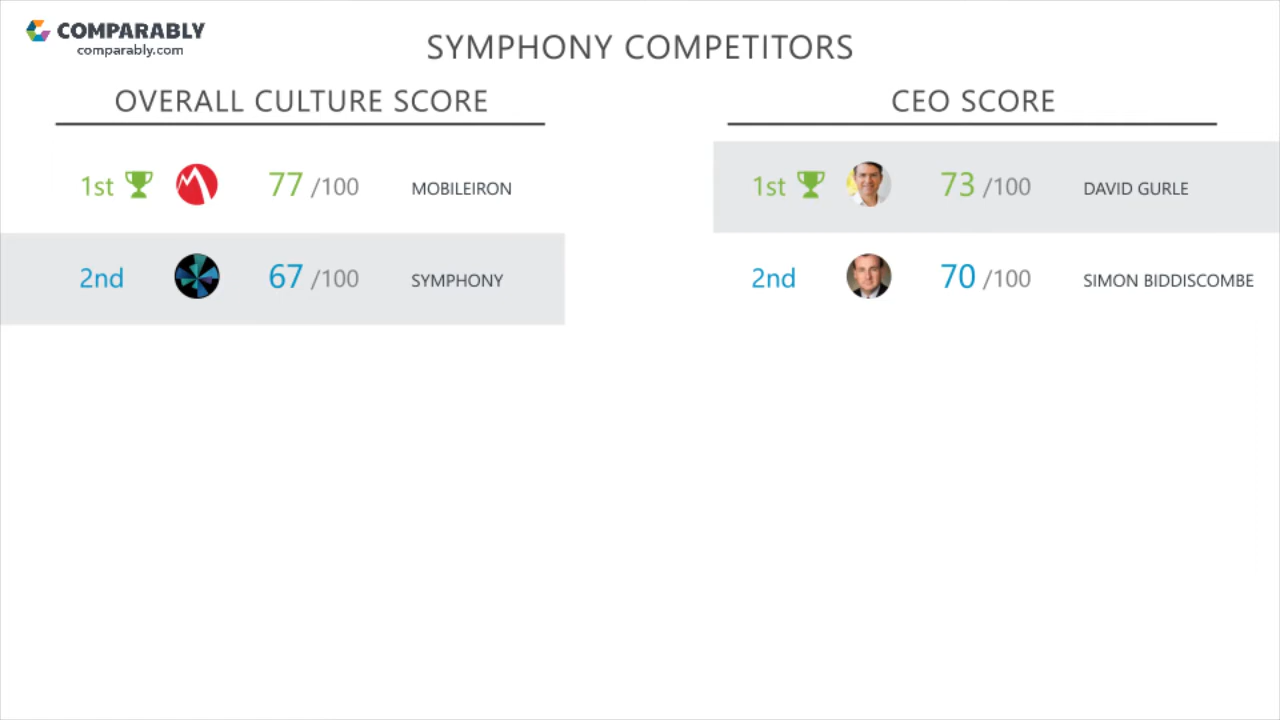 COMPARABLY
comparably.com
SYMPHONY COMPETITORS
OVERALL CULTURE SCORE
1st 77 /100 MOBILEIRON
2nd 67 /100 SYMPHONY
CEO SCORE
1st 73 /100 DAVID GURLE
2nd 70 /100 SIMON BIDDISCOMBE